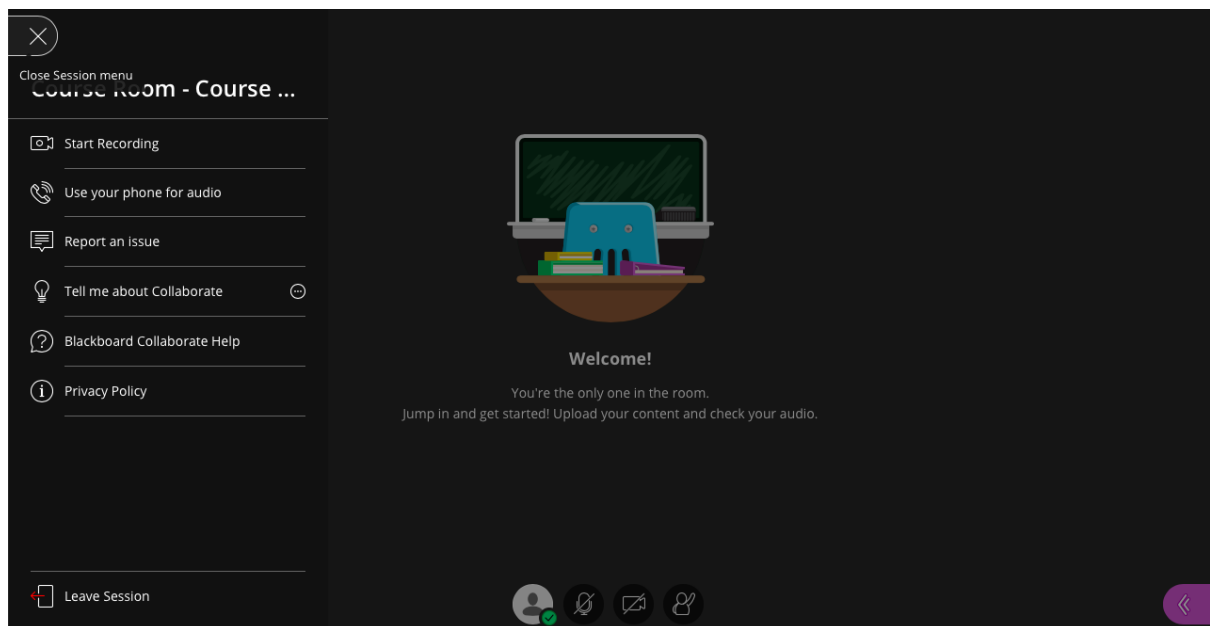 Close Session menu
Course Room - Course ...
Start Recording
Use your phone for audio
Report an issue
Tell me about Collaborate
Blackboard Collaborate Help
Privacy Policy
Leave Session
Welcome!
You're the only one in the room.
Jump in and get started! Upload your content and check your audio.